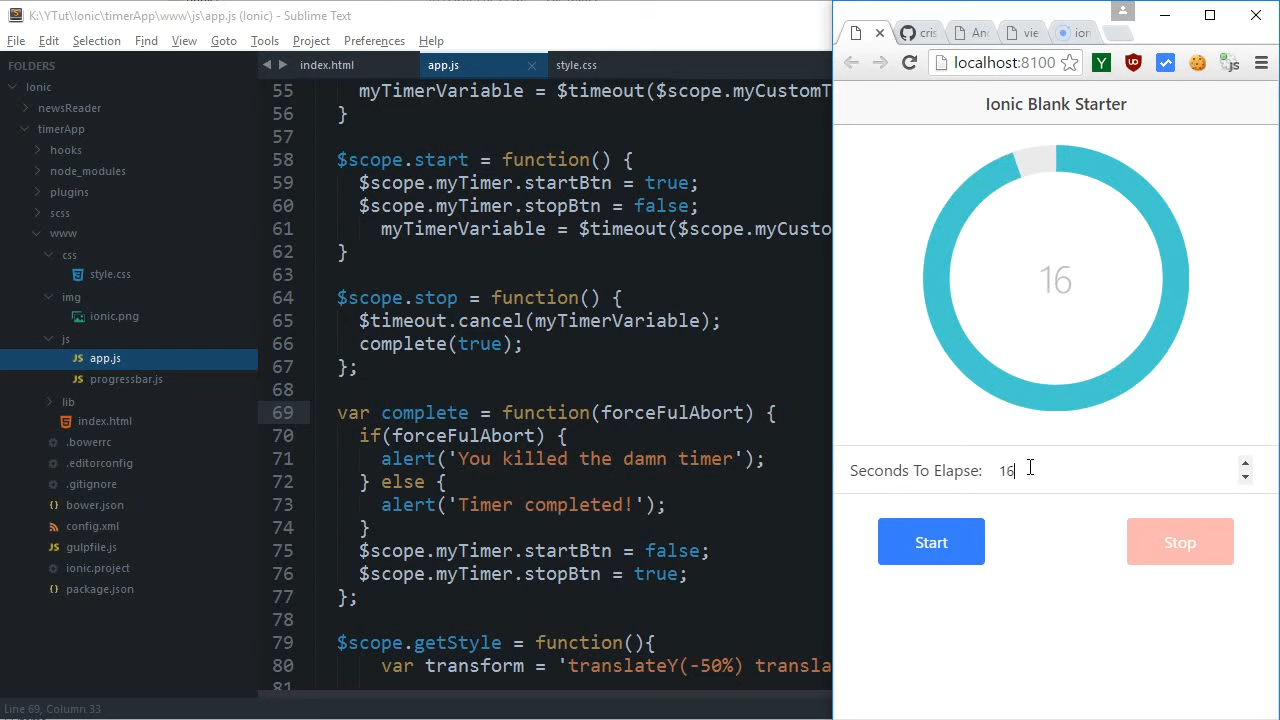 K:\YTut\Ionic\timerApp\www\js\app.js (Ionic) - Sublime Text
File Edit Selection Find View Goto Tools Project Preferences Help
FOLDERS
Ionic
newsReader
timerApp
hooks
node_modules
plugins
scss
www
css
style.css
img
ionic.png
js
app.js
progressbar.js
lib
index.html
.bowerrc
.editorconfig
.gitignore
bower.json
config.xml
gulpfile.js
ionic.project
package.json
Line 69, Column 33
index.html app.js style.css
55 myTimerVariable = $timeout($scope.myCustomT
56 }
57
58 $scope.start = function() {
59 $scope.myTimer.startBtn = true;
60 $scope.myTimer.stopBtn = false;
61 myTimerVariable = $timeout($scope.myCusto
62 }
63
64 $scope.stop = function() {
65 $timeout.cancel(myTimerVariable);
66 complete(true);
67 };
68
69 var complete = function(forceFulAbort) {
70 if(forceFulAbort) {
71 alert('You killed the damn timer');
72 } else {
73 alert('Timer completed!');
74 }
75 $scope.myTimer.startBtn = false;
76 $scope.myTimer.stopBtn = true;
77 };
78
79 $scope.getStyle = function(){
80 var transform = 'translateY(-50%) transla
81
cris An vie ion
localhost:8100
Ionic Blank Starter
16
Seconds To Elapse: 16
Start Stop